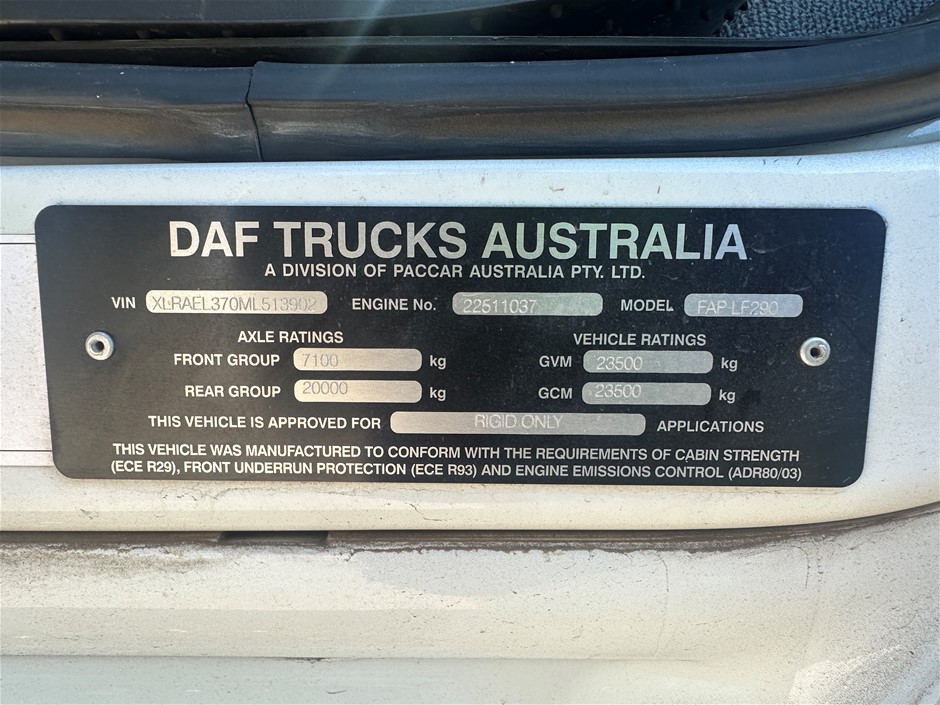 DAF TRUCKS AUSTRALIA
A DIVISION OF PACCAR AUSTRALIA PTY. LTD.
VIN XLRAEL370ML513902 ENGINE No. 22511037 MODEL FAP LF290
AXLE RATINGS VEHICLE RATINGS
FRONT GROUP 7100 kg GVM 23500 kg
REAR GROUP 20000 kg GCM 23500 kg
THIS VEHICLE IS APPROVED FOR RIGID ONLY APPLICATIONS
THIS VEHICLE WAS MANUFACTURED TO CONFORM WITH THE REQUIREMENTS OF CABIN STRENGTH
(ECE R29), FRONT UNDERRUN PROTECTION (ECE R93) AND ENGINE EMISSIONS CONTROL (ADR80/03)